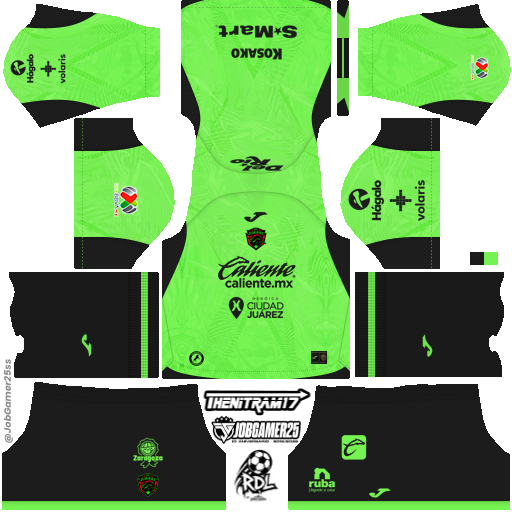 S★Mart
KOSAKO
Del Río
Hágalo
volaris
Hágalo
volaris
Caliente
caliente.mx
HERÓICA
CIUDAD
JUÁREZ
@JobGamer25ss
THENITRAM17
JOBGAMER25
RDL
Zaragoza
ruba